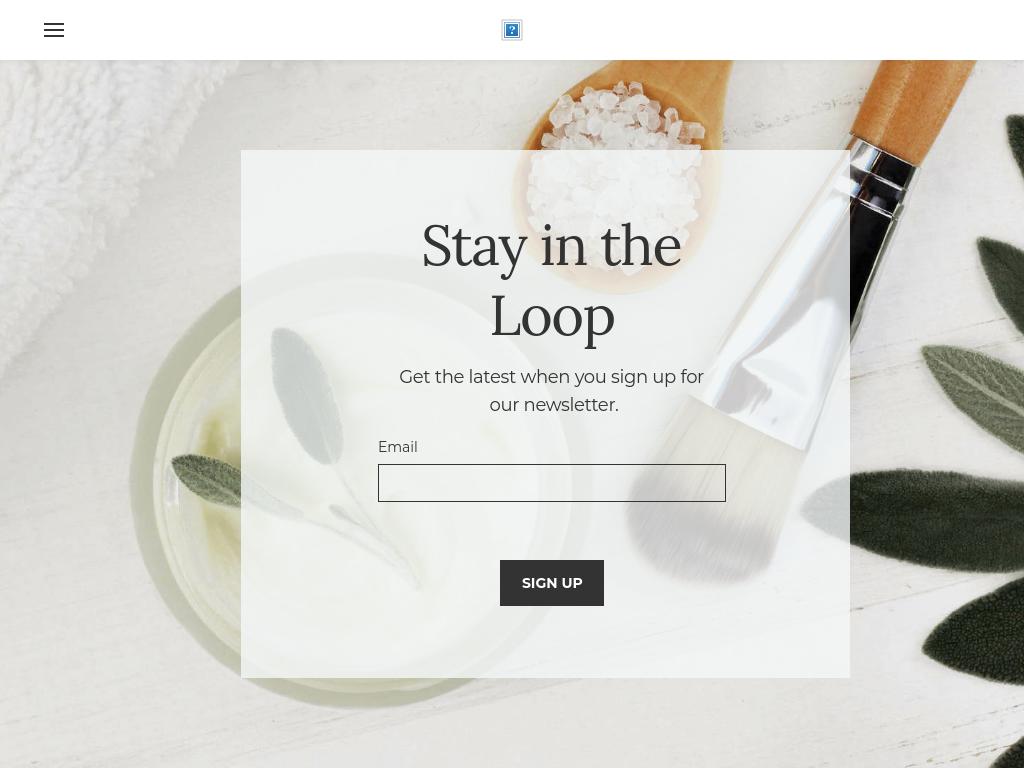 Stay in the
Loop
Get the latest when you sign up for
our newsletter.
Email
SIGN UP